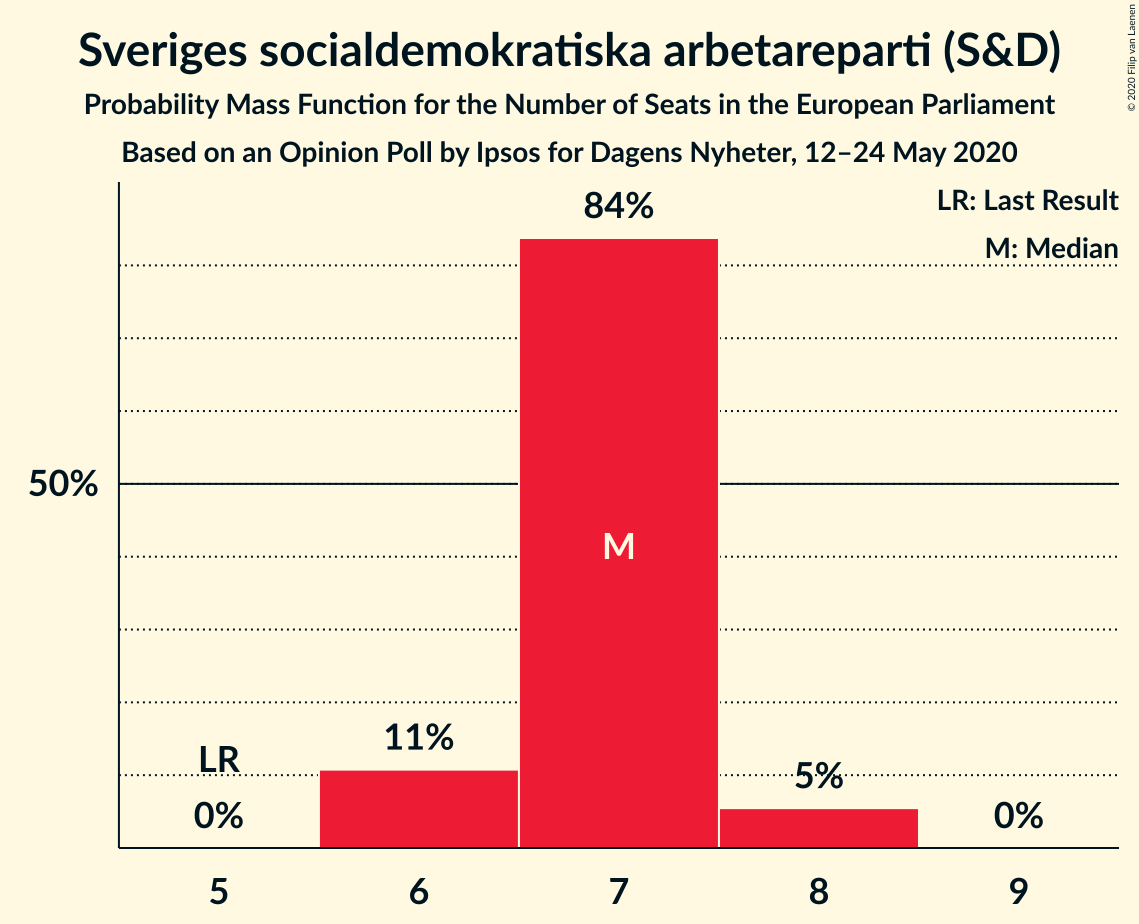 Sveriges socialdemokratiska arbetareparti (S&D)
Probability Mass Function for the Number of Seats in the European Parliament
Based on an Opinion Poll by Ipsos for Dagens Nyheter, 12–24 May 2020
© 2020 Filip van Laenen
LR: Last Result
M: Median
84%
50%
M
11%
LR
5%
0%
0%
5 6 7 8 9